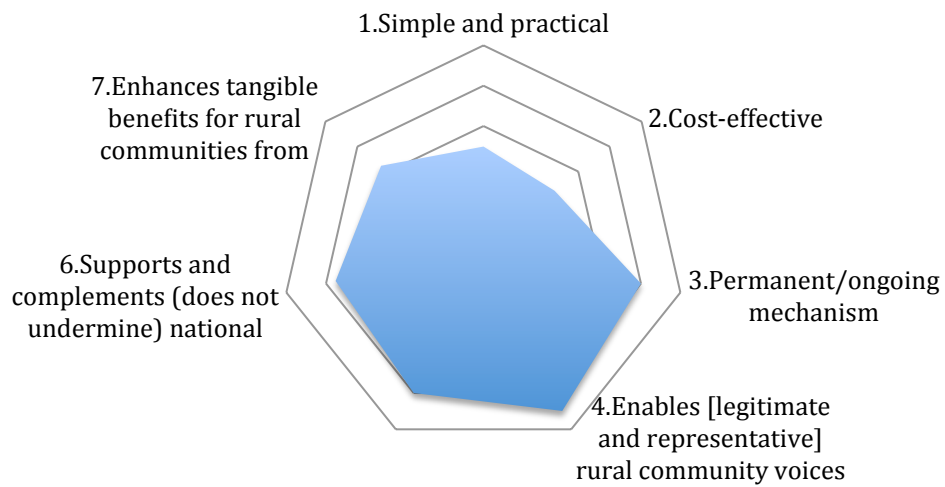 1.Simple and practical
2.Cost-effective
3.Permanent/ongoing
mechanism
4.Enables [legitimate
and representative]
rural community voices
6.Supports and
complements (does not
undermine) national
7.Enhances tangible
benefits for rural
communities from